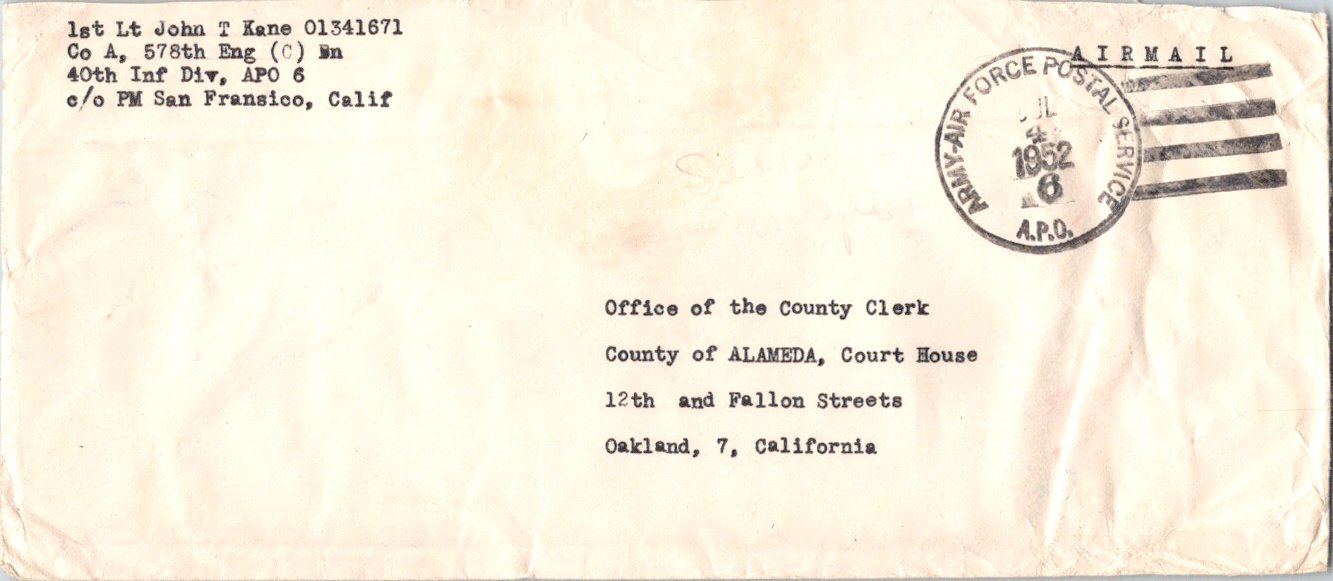 1st Lt John T Kane 01341671
Co A, 578th Eng (C) Bn
40th Inf Div, APO 6
c/o PM San Fransico, Calif
AIRMAIL
ARMY-AIR FORCE POSTAL SERVICE
JUL
4
1952
6
A.P.O.
Office of the County Clerk
County of ALAMEDA, Court House
12th and Fallon Streets
Oakland, 7, California